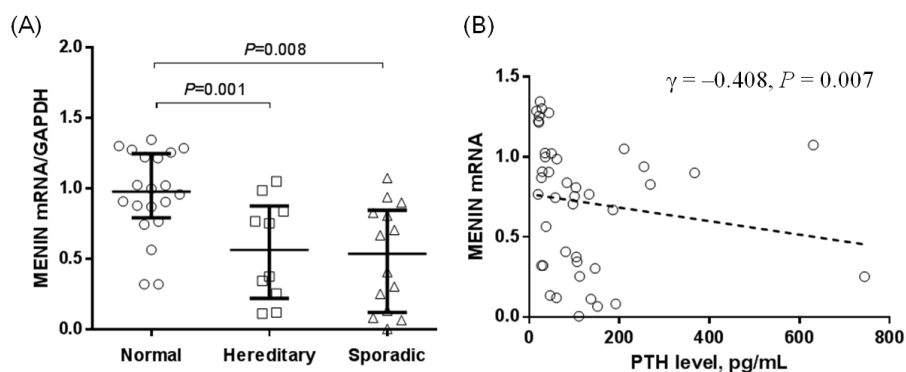 (A)
MENIN mRNA/GAPDH
2.0
1.5
1.0
0.5
0.0
P=0.008
P=0.001
Normal Hereditary Sporadic
(B)
MENIN mRNA
1.5
1.0
0.5
0.0
γ = –0.408, P = 0.007
0 200 400 600 800
PTH level, pg/mL